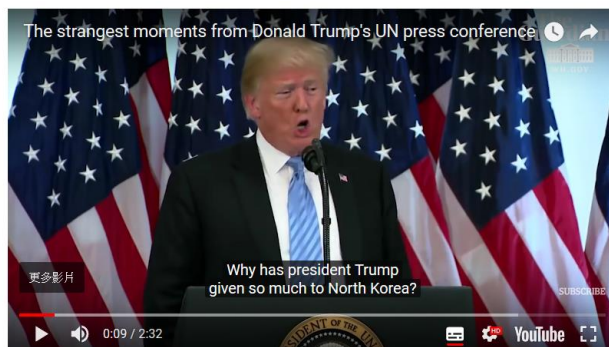 The strangest moments from Donald Trump's UN press conference
更多影片
Why has president Trump
given so much to North Korea?
SUBSCRIBE
0:09 / 2:32
HD
YouTube